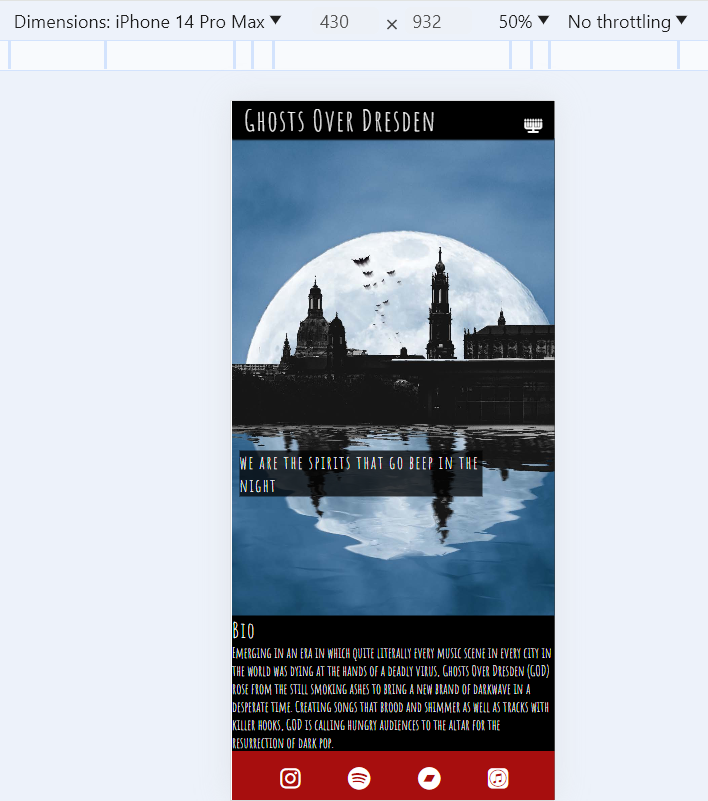 Dimensions: iPhone 14 Pro Max 430 × 932 50% No throttling
Ghosts Over Dresden
we are the spirits that go beep in the
night
Bio
Emerging in an era in which quite literally every music scene in every city in
the world was dying at the hands of a deadly virus, Ghosts Over Dresden (GOD)
rose from the still smoking ashes to bring a new brand of darkwave in a
desperate time. Creating songs that brood and shimmer as well as tracks with
killer hooks, GOD is calling hungry audiences to the altar for the
resurrection of dark pop.